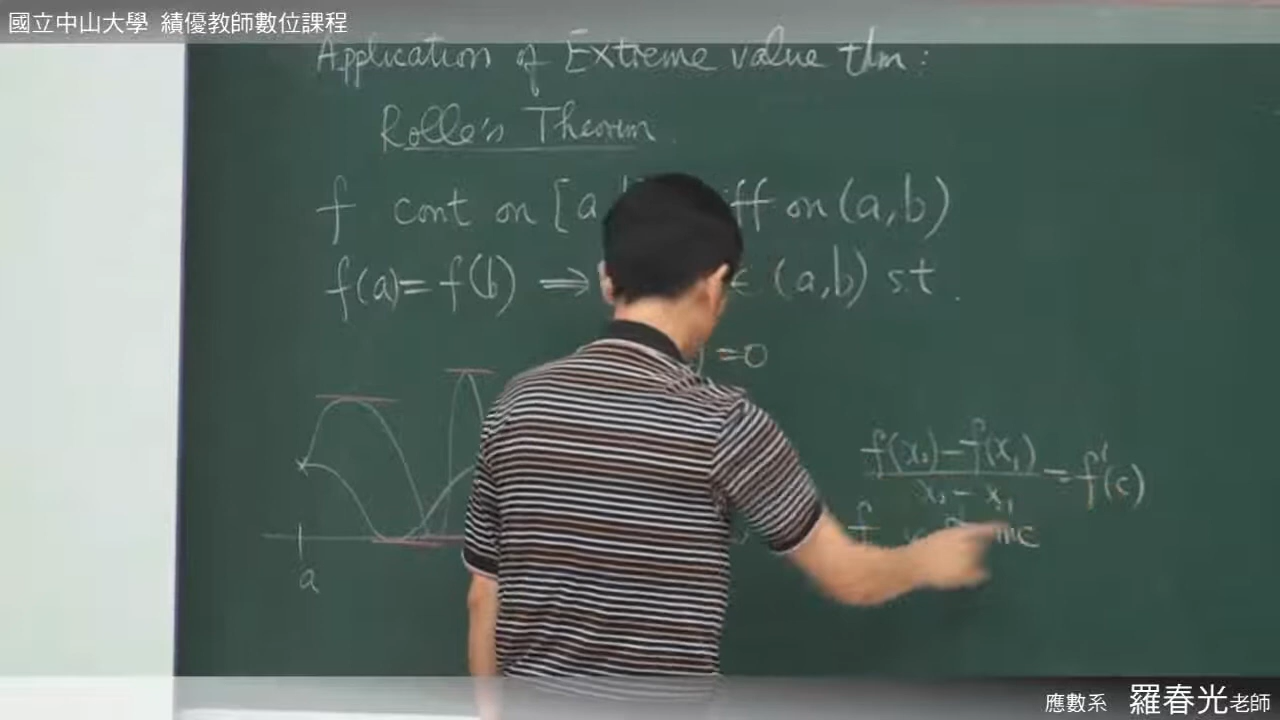 國立中山大學 績優教師數位課程
Application of Extreme value thm:
Rolle's Theorem
f cont on [a, ff on (a,b)
f(a)=f(b) ⇒ ∈ (a,b) s.t.
=0
f(x₂)-f(x₁)
x₂-x₁
=f'(c)
f
a
應數系 羅春光老師